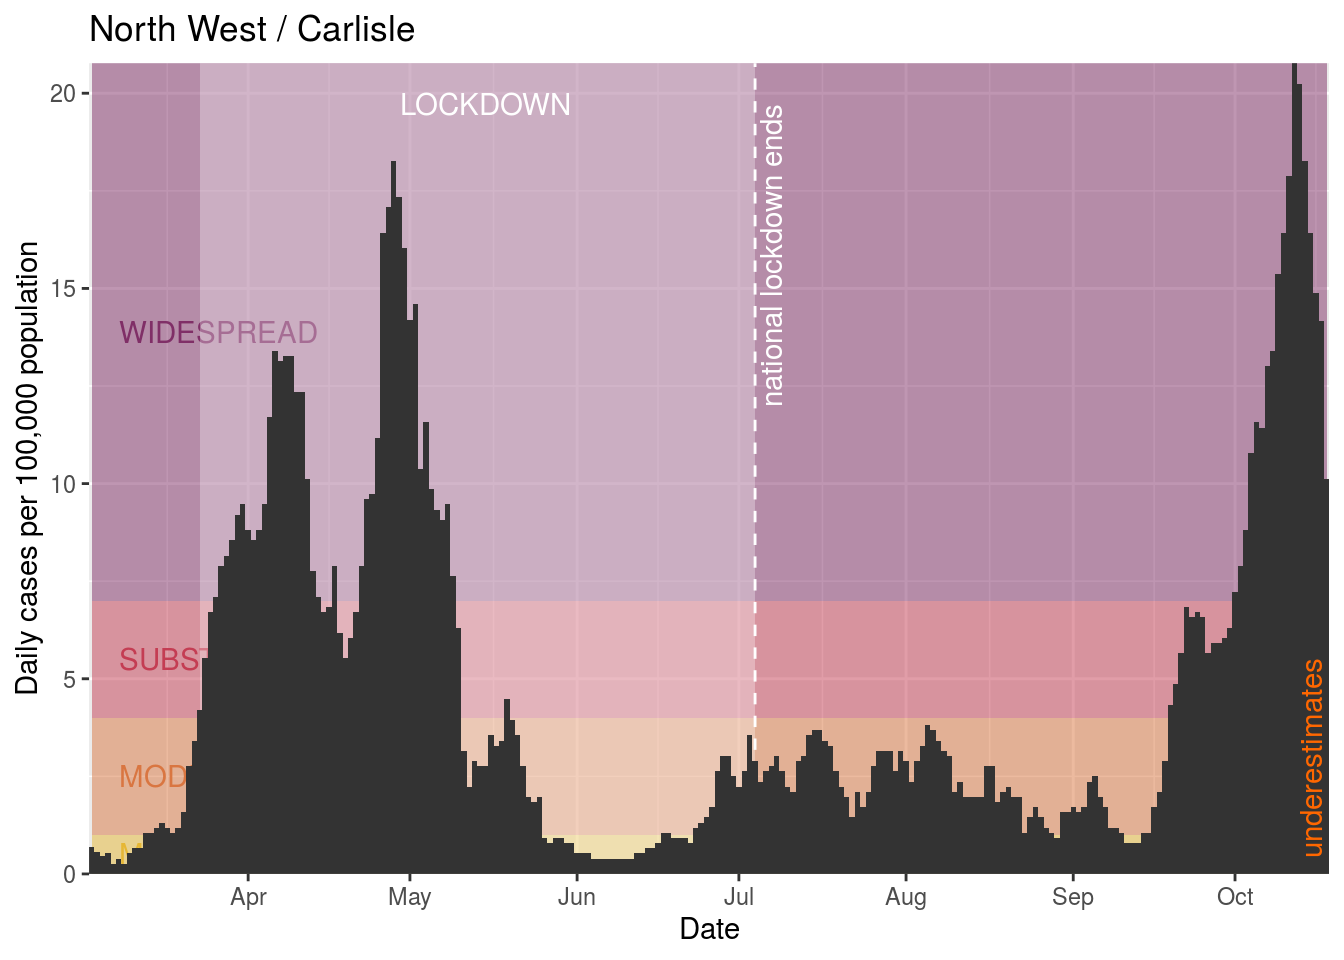 North West / Carlisle
Daily cases per 100,000 population
20
15
10
5
0
LOCKDOWN
national lockdown ends
WIDESPREAD
SUBS
MOD
underestimates
Apr
May
Jun
Jul
Aug
Sep
Oct
Date